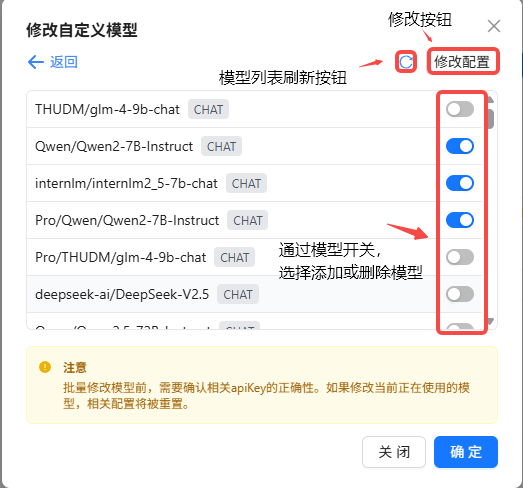 修改按钮
修改自定义模型
返回
修改配置
模型列表刷新按钮
THUDM/glm-4-9b-chat CHAT
Qwen/Qwen2-7B-Instruct CHAT
internlm/internlm2_5-7b-chat CHAT
Pro/Qwen/Qwen2-7B-Instruct CHAT
通过模型开关，
Pro/THUDM/glm-4-9b-chat CHAT
选择添加或删除模型
deepseek-ai/DeepSeek-V2.5 CHAT
注意
批量修改模型前，需要确认相关apiKey的正确性。如果修改当前正在使用的模
型，相关配置将被重置。
关 闭
确 定